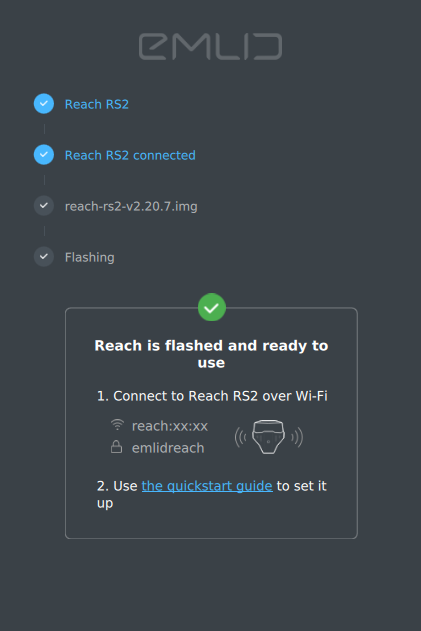 EMLID
Reach RS2
Reach RS2 connected
reach-rs2-v2.20.7.img
Flashing
Reach is flashed and ready to
use
1. Connect to Reach RS2 over Wi-Fi
reach:xx:xx
emlidreach
2. Use the quickstart guide to set it
up